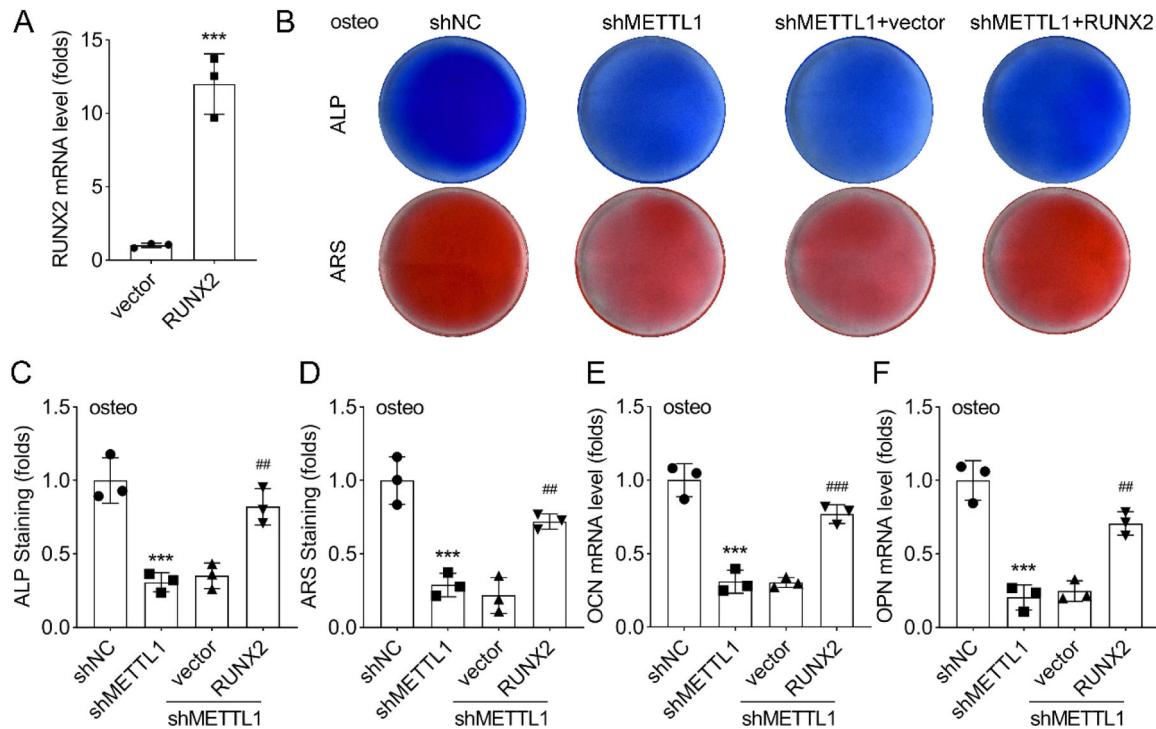 A
RUNX2 mRNA level (folds)
15
10
5
0
***
vector
RUNX2
B
osteo
shNC
shMETTL1
shMETTL1+vector
shMETTL1+RUNX2
ALP
ARS
C
ALP Staining (folds)
1.5
1.0
0.5
0.0
osteo
***
##
shNC
shMETTL1
vector
RUNX2
shMETTL1
D
ARS Staining (folds)
1.5
1.0
0.5
0.0
osteo
***
##
shNC
shMETTL1
vector
RUNX2
shMETTL1
E
OCN mRNA level (folds)
1.5
1.0
0.5
0.0
osteo
***
###
shNC
shMETTL1
vector
RUNX2
shMETTL1
F
OPN mRNA level (folds)
1.5
1.0
0.5
0.0
osteo
***
##
shNC
shMETTL1
vector
RUNX2
shMETTL1